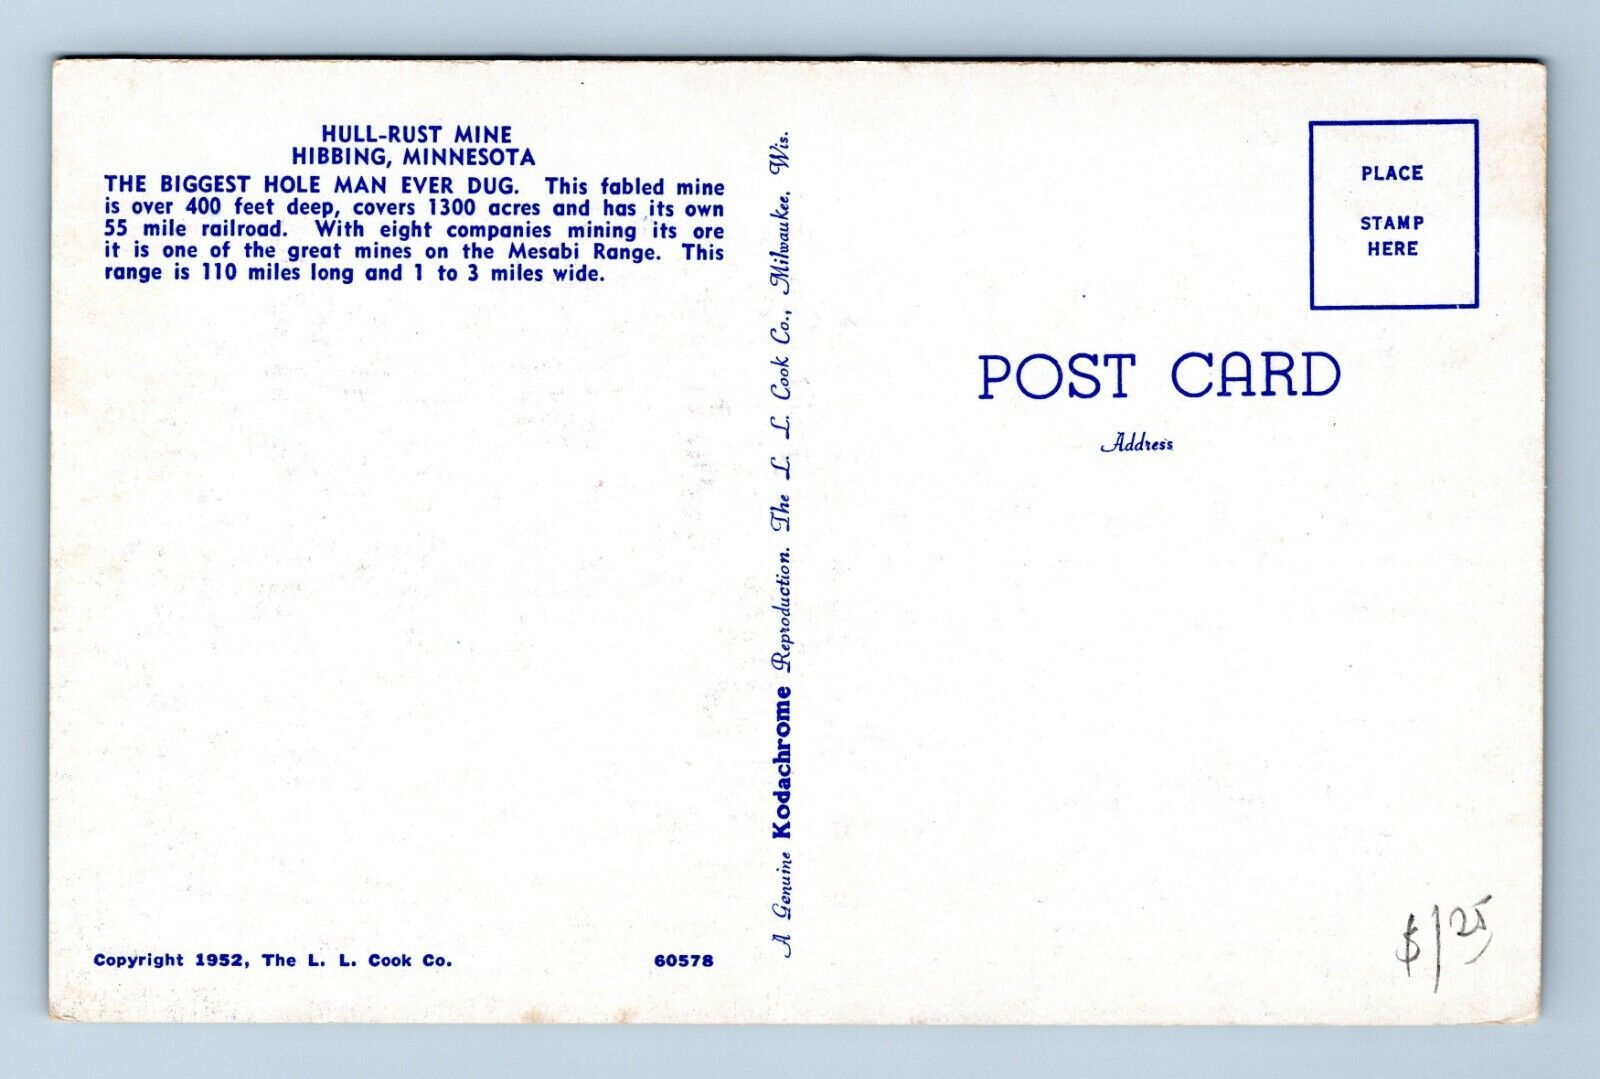 HULL-RUST MINE
HIBBING, MINNESOTA
THE BIGGEST HOLE MAN EVER DUG. This fabled mine
is over 400 feet deep, covers 1300 acres and has its own
55 mile railroad. With eight companies mining its ore
it is one of the great mines on the Mesabi Range. This
range is 110 miles long and 1 to 3 miles wide.
Copyright 1952, The L. L. Cook Co.
60578
A Genuine Kodachrome Reproduction. The L. L. Cook Co., Milwaukee, Wis.
PLACE
STAMP
HERE
POST CARD
Address
$1 25